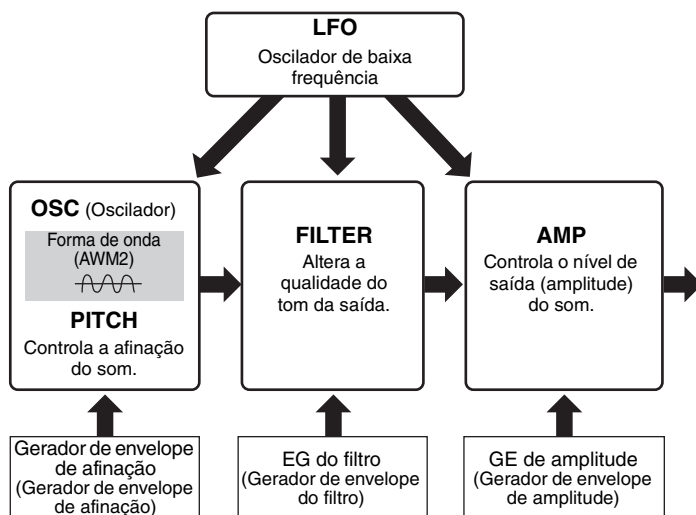 LFO
Oscilador de baixa
frequência
OSC (Oscilador)
Forma de onda
(AWM2)
PITCH
Controla a afinação
do som.
FILTER
Altera a
qualidade do
tom da saída.
AMP
Controla o nível de
saída (amplitude)
do som.
Gerador de envelope
de afinação
(Gerador de envelope
de afinação)
EG do filtro
(Gerador de envelope
do filtro)
GE de amplitude
(Gerador de envelope
de amplitude)